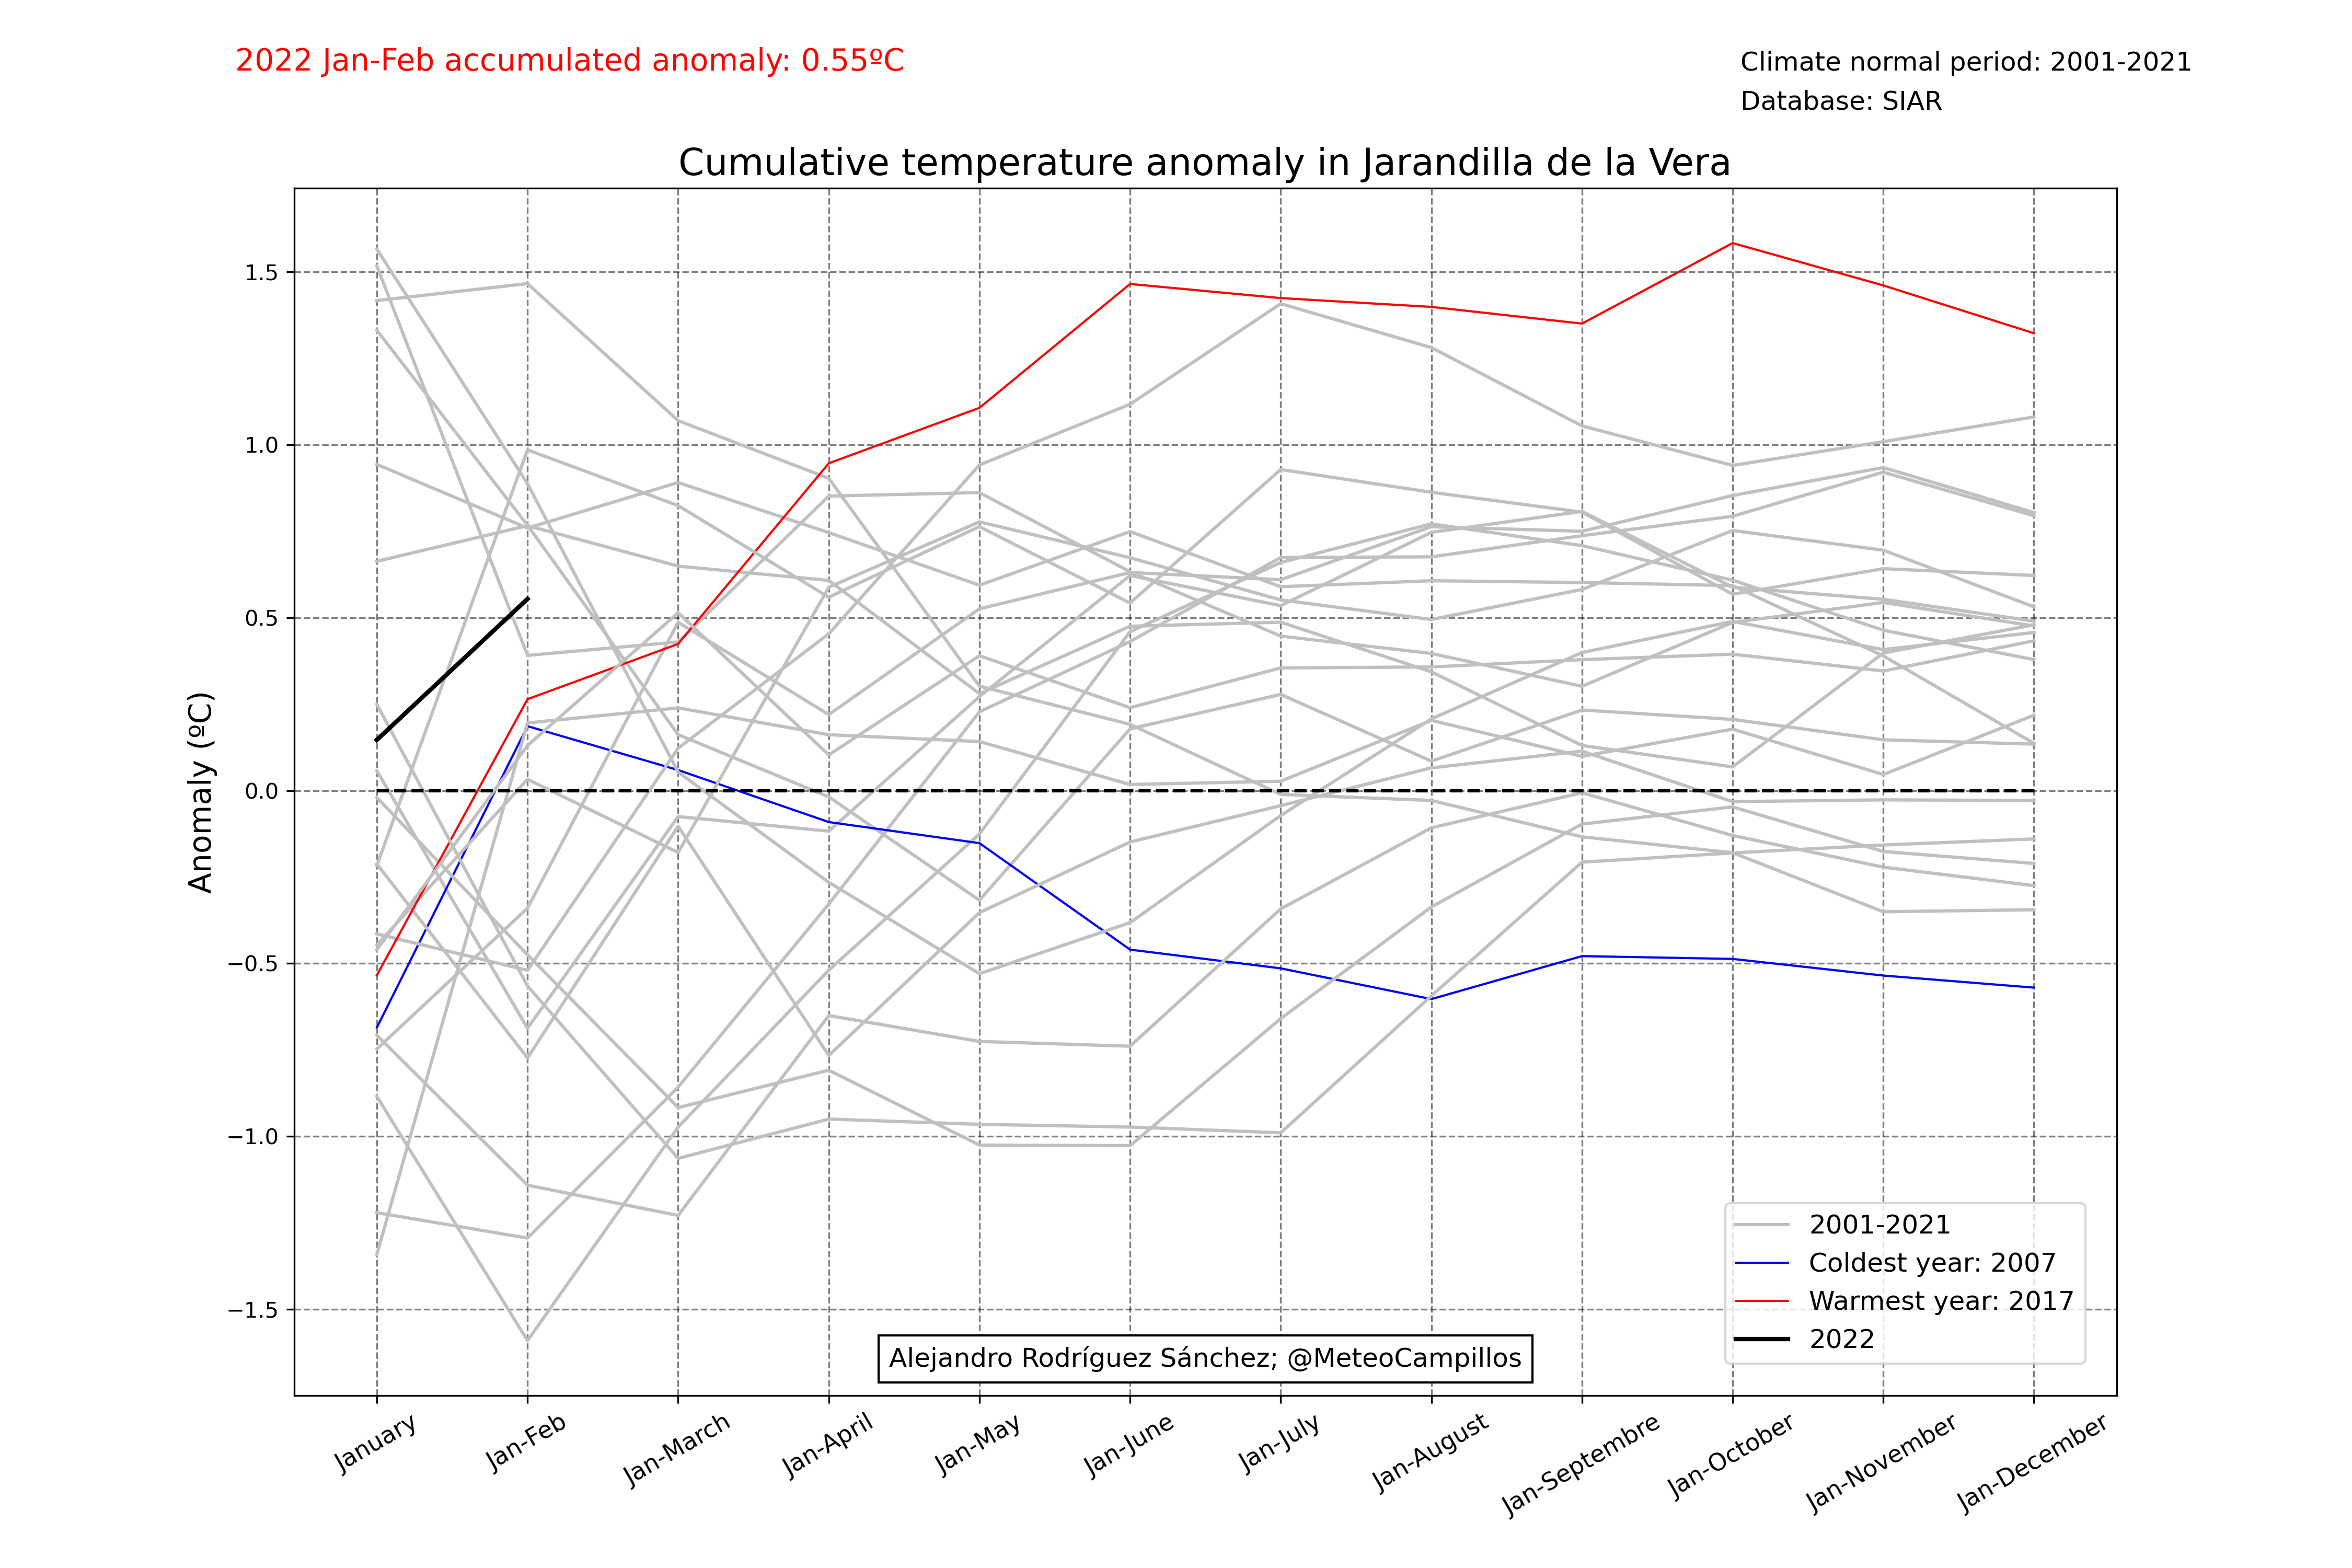 2022 Jan-Feb accumulated anomaly: 0.55ºC
Climate normal period: 2001-2021
Database: SIAR
Cumulative temperature anomaly in Jarandilla de la Vera
Anomaly (ºC)
1.5
1.0
0.5
0.0
−0.5
−1.0
−1.5
2001-2021
Coldest year: 2007
Warmest year: 2017
2022
Alejandro Rodríguez Sánchez; @MeteoCampillos
January
Jan-Feb
Jan-March
Jan-April
Jan-May
Jan-June
Jan-July
Jan-August
Jan-Septembre
Jan-October
Jan-November
Jan-December